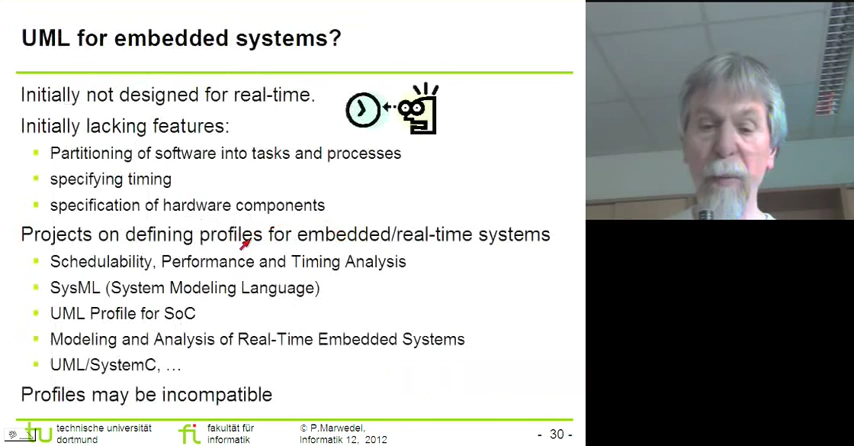 UML for embedded systems?
Initially not designed for real-time.
Initially lacking features:
Partitioning of software into tasks and processes
specifying timing
specification of hardware components
Projects on defining profiles for embedded/real-time systems
Schedulability, Performance and Timing Analysis
SysML (System Modeling Language)
UML Profile for SoC
Modeling and Analysis of Real-Time Embedded Systems
UML/SystemC, …
Profiles may be incompatible
tu technische universität
dortmund
fi fakultät für
informatik
© P.Marwedel,
Informatik 12, 2012
- 30 -